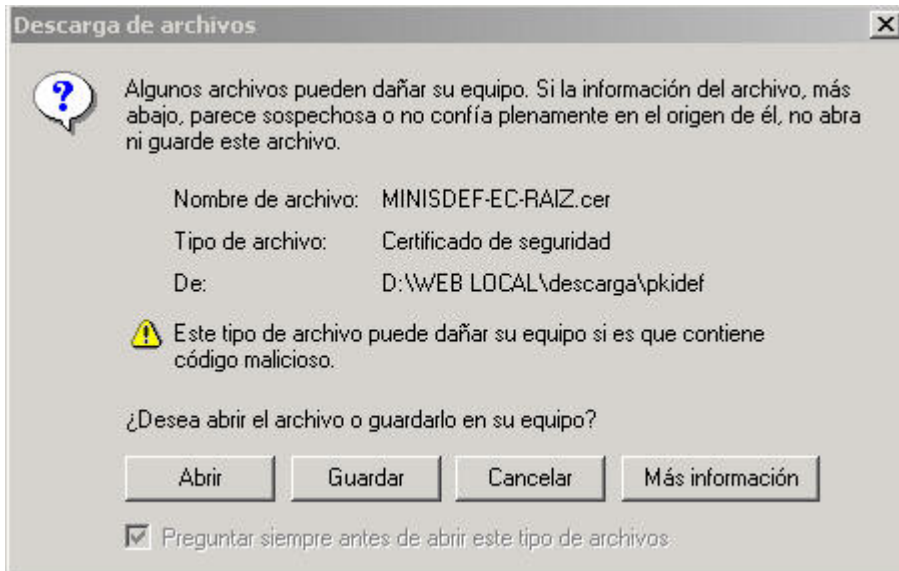 Descarga de archivos
Algunos archivos pueden dañar su equipo. Si la información del archivo, más
abajo, parece sospechosa o no confía plenamente en el origen de él, no abra
ni guarde este archivo.
Nombre de archivo: MINISDEF-EC-RAIZ.cer
Tipo de archivo: Certificado de seguridad
De: D:\WEB LOCAL\descarga\pkidef
Este tipo de archivo puede dañar su equipo si es que contiene
código malicioso.
¿Desea abrir el archivo o guardarlo en su equipo?
Abrir Guardar Cancelar Más información
Preguntar siempre antes de abrir este tipo de archivos